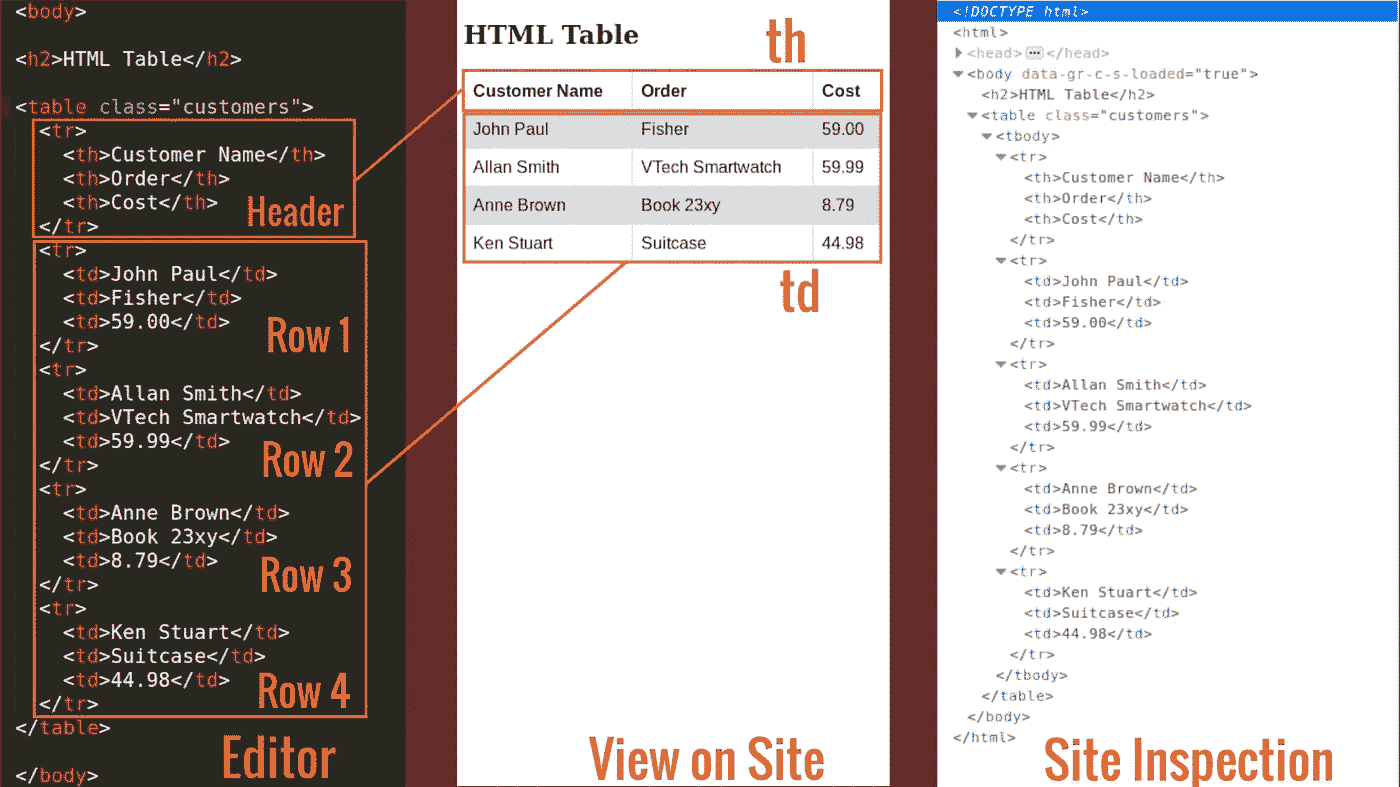 <body>
<h2>HTML Table</h2>
<table class="customers">
<tr>
<th>Customer Name</th>
<th>Order</th>
<th>Cost</th>
Header
</tr>
<tr>
<td>John Paul</td>
<td>Fisher</td>
<td>59.00</td>
Row 1
</tr>
<tr>
<td>Allan Smith</td>
<td>VTech Smartwatch</td>
<td>59.99</td>
Row 2
</tr>
<tr>
<td>Anne Brown</td>
<td>Book 23xy</td>
<td>8.79</td>
Row 3
</tr>
<tr>
<td>Ken Stuart</td>
<td>Suitcase</td>
<td>44.98</td>
Row 4
</tr>
</table>
</body>
Editor
HTML Table
th
Customer Name Order Cost
John Paul Fisher 59.00
Allan Smith VTech Smartwatch 59.99
Anne Brown Book 23xy 8.79
Ken Stuart Suitcase 44.98
td
View on Site
<!DOCTYPE html>
<html>
<head> ... </head>
<body data-gr-c-s-loaded="true">
<h2>HTML Table</h2>
<table class="customers">
<tbody>
<tr>
<th>Customer Name</th>
<th>Order</th>
<th>Cost</th>
</tr>
<tr>
<td>John Paul</td>
<td>Fisher</td>
<td>59.00</td>
</tr>
<tr>
<td>Allan Smith</td>
<td>VTech Smartwatch</td>
<td>59.99</td>
</tr>
<tr>
<td>Anne Brown</td>
<td>Book 23xy</td>
<td>8.79</td>
</tr>
<tr>
<td>Ken Stuart</td>
<td>Suitcase</td>
<td>44.98</td>
</tr>
</tbody>
</table>
</body>
</html>
Site Inspection